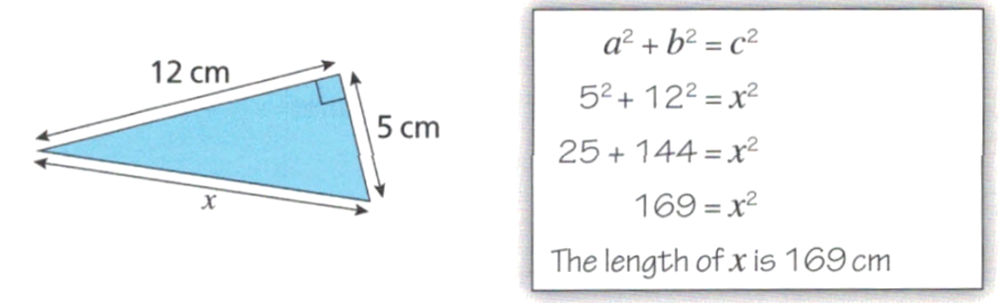 12 cm
5 cm
x
a² + b² = c²
5² + 12² = x²
25 + 144 = x²
169 = x²
The length of x is 169 cm